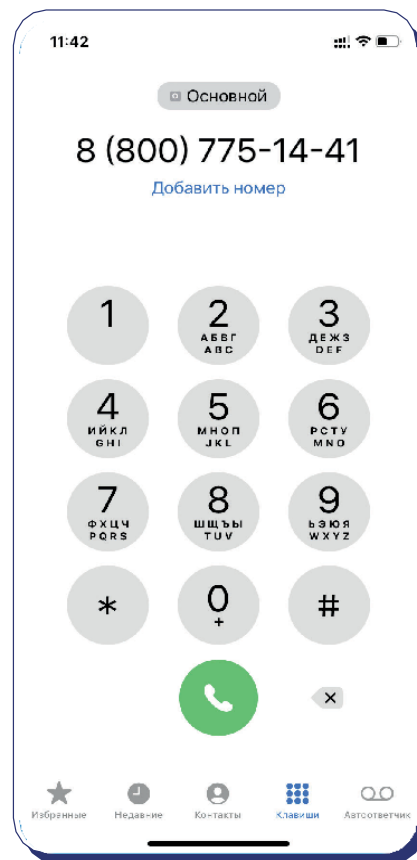 11:42
Основной
8 (800) 775-14-41
Добавить номер
1 2 3
АБВГ ДЕЖЗ
ABC DEF
4 5 6
ИЙКЛ МНОП РСТУ
GHI JKL MNO
7 8 9
ФХЦЧ ШЩЪЫ ЬЭЮЯ
PQRS TUV WXYZ
* 0 #
+
Избранные Недавние Контакты Клавиши Автоответчик